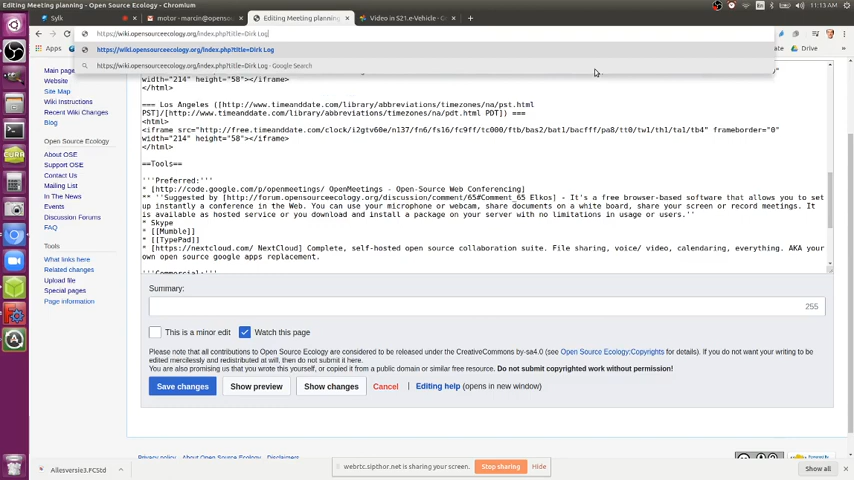 Editing Meeting planning - Open Source Ecology - Chromium
En
11:13 AM
Sylk
motor - marcin@opensou
Editing Meeting planning
Video in S21.e-Vehicle - G
https://wiki.opensourceecology.org/index.php?title=Dirk Log
https://wiki.opensourceecology.org/index.php?title=Dirk Log
https://wiki.opensourceecology.org/index.php?title=Dirk Log - Google Search
Drive
Main page
Website
Site Map
Wiki Instructions
Recent Wiki Changes
Blog
Open Source Ecology
About OSE
Support OSE
Contact Us
Mailing List
In the News
Events
Discussion Forums
FAQ
Tools
What links here
Related changes
Upload file
Special pages
Page information
width="214" height="58"></iframe>
</html>
=== Los Angeles ([http://www.timeanddate.com/library/abbreviations/timezones/na/pst.html
PST]/[http://www.timeanddate.com/library/abbreviations/timezones/na/pdt.html PDT]) ===
<html>
<iframe src="http://free.timeanddate.com/clock/i2gtv60e/n137/fn6/fs16/fc9ff/tc000/ftb/bas2/bat1/bacfff/pa8/tt0/tw1/th1/ta1/tb4" frameborder="0"
width="214" height="58"></iframe>
</html>
==Tools==
'''Preferred:'''
* [http://code.google.com/p/openmeetings/ OpenMeetings - Open-Source Web Conferencing]
** ''Suggested by [http://forum.opensourceecology.org/discussion/comment/65#Comment_65 Elkos] - It's a free browser-based software that allows you to set
up instantly a conference in the Web. You can use your microphone or webcam, share documents on a white board, share your screen or record meetings. It
is available as hosted service or you download and install a package on your server with no limitations in usage or users.''
* Skype
* [[Mumble]]
* [[TypePad]]
* [https://nextcloud.com/ NextCloud] Complete, self-hosted open source collaboration suite. File sharing, voice/ video, calendaring, everything. AKA your
own open source google apps replacement.
'''Commercial:'''
Summary:
255
This is a minor edit
Watch this page
Please note that all contributions to Open Source Ecology are considered to be released under the CreativeCommons by-sa4.0 (see Open Source Ecology:Copyrights for details). If you do not want your writing to be
edited mercilessly and redistributed at will, then do not submit it here.
You are also promising us that you wrote this yourself, or copied it from a public domain or similar free resource. Do not submit copyrighted work without permission!
Save changes
Show preview
Show changes
Cancel
Editing help (opens in new window)
Privacy policy
About Open Source Ecology
Disclaimers
webrtc.sipthor.net is sharing your screen.
Stop sharing
Hide
Allesversie3.FCStd
Show all